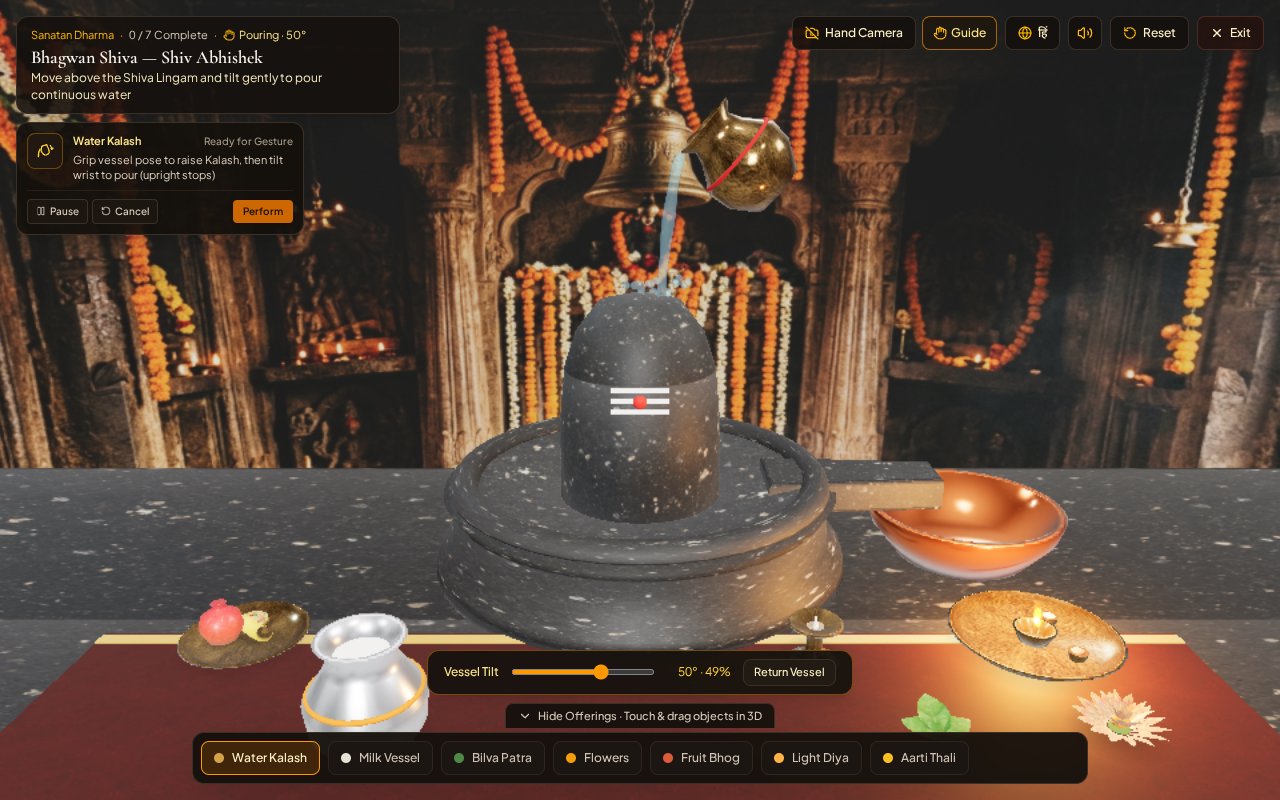 Sanatan Dharma · 0 / 7 Complete · Pouring · 50°
Bhagwan Shiva — Shiv Abhishek
Move above the Shiva Lingam and tilt gently to pour
continuous water
Hand Camera
Guide
हिं
Reset
Exit
Water Kalash
Ready for Gesture
Grip vessel pose to raise Kalash, then tilt
wrist to pour (upright stops)
Pause
Cancel
Perform
Vessel Tilt
50° · 49%
Return Vessel
Hide Offerings · Touch & drag objects in 3D
Water Kalash
Milk Vessel
Bilva Patra
Flowers
Fruit Bhog
Light Diya
Aarti Thali